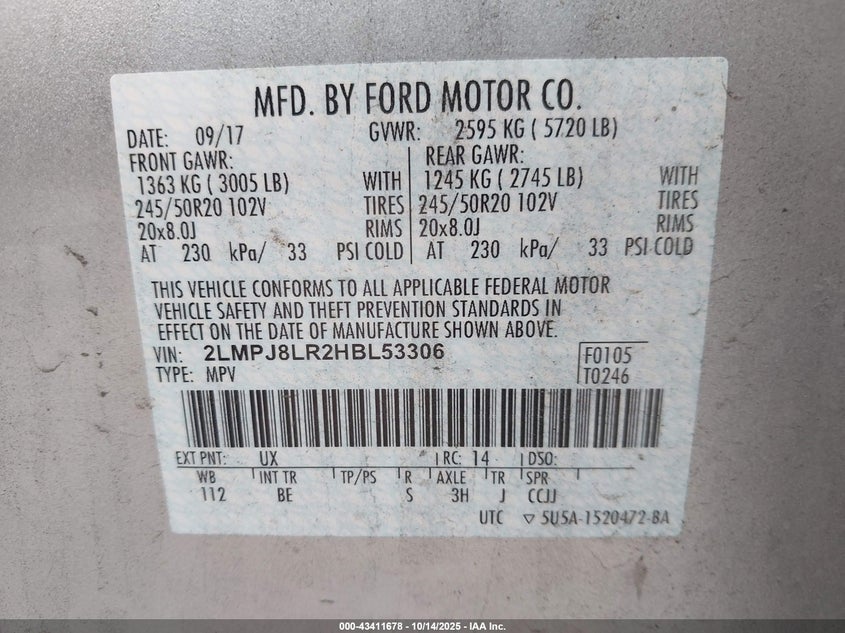 MFD. BY FORD MOTOR CO.
DATE: 09/17 GVWR: 2595 KG ( 5720 LB)
FRONT GAWR: REAR GAWR:
1363 KG ( 3005 LB) WITH 1245 KG ( 2745 LB) WITH
245/50R20 102V TIRES 245/50R20 102V TIRES
20x8.0J RIMS 20x8.0J RIMS
AT 230 kPa/ 33 PSI COLD AT 230 kPa/ 33 PSI COLD
THIS VEHICLE CONFORMS TO ALL APPLICABLE FEDERAL MOTOR
VEHICLE SAFETY AND THEFT PREVENTION STANDARDS IN
EFFECT ON THE DATE OF MANUFACTURE SHOWN ABOVE.
VIN: 2LMPJ8LR2HBL53306 F0105
TYPE: MPV T0246
EXT PNT: UX RC: 14 DSO:
WB INT TR TP/PS R AXLE TR SPR
112 BE S 3H J CCJJ
UTC ▽ 5U5A-1520472-BA
000-43411678 - 10/14/2025 - IAA Inc.